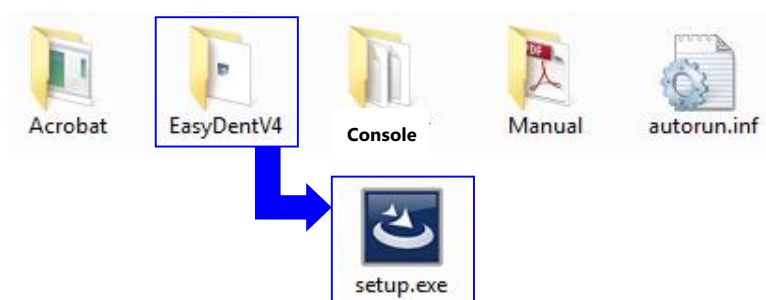 Acrobat
EasyDentV4
Console
Manual
autorun.inf
setup.exe